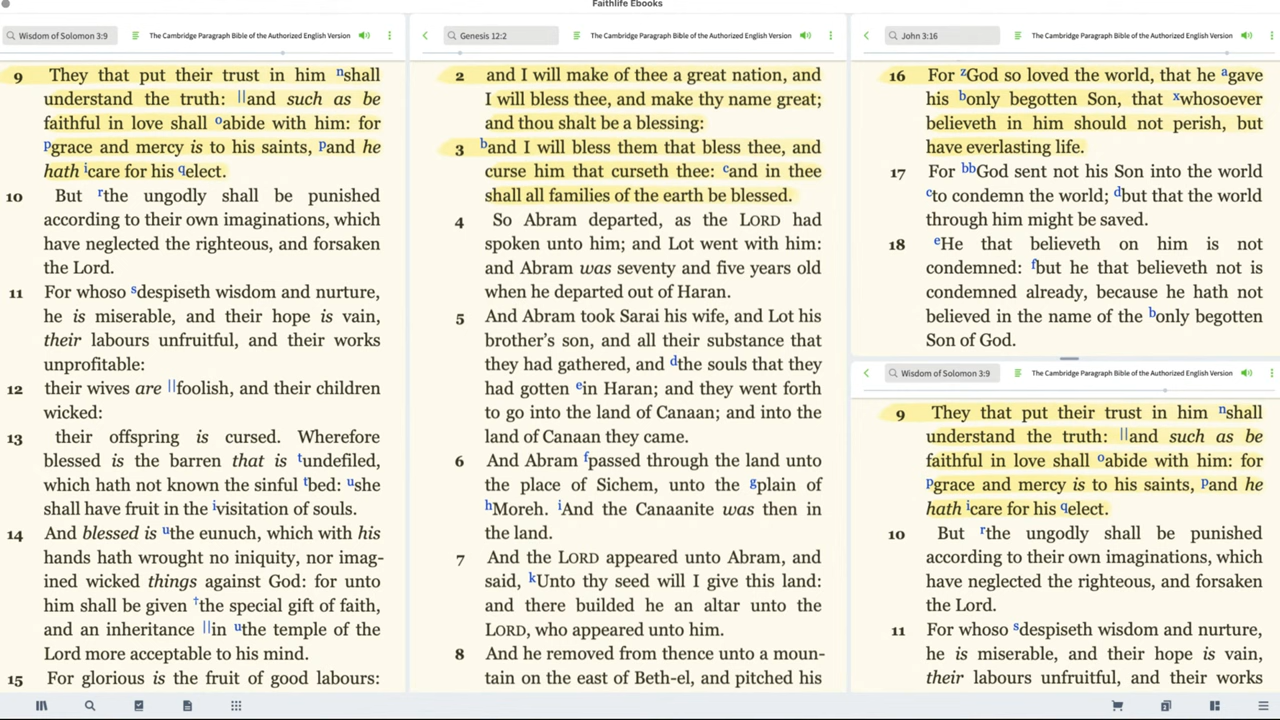 Faithlife Ebooks
Wisdom of Solomon 3:9
The Cambridge Paragraph Bible of the Authorized English Version
9 They that put their trust in him nshall
understand the truth: ||and such as be
faithful in love shall oabide with him: for
pgrace and mercy is to his saints, pand he
hath icare for his qelect.
10 But rthe ungodly shall be punished
according to their own imaginations, which
have neglected the righteous, and forsaken
the Lord.
11 For whoso sdespiseth wisdom and nurture,
he is miserable, and their hope is vain,
their labours unfruitful, and their works
unprofitable:
12 their wives are ||foolish, and their children
wicked:
13 their offspring is cursed. Wherefore
blessed is the barren that is tundefiled,
which hath not known the sinful tbed: ushe
shall have fruit in the ivisitation of souls.
14 And blessed is uthe eunuch, which with his
hands hath wrought no iniquity, nor imag-
ined wicked things against God: for unto
him shall be given †the special gift of faith,
and an inheritance ||in uthe temple of the
Lord more acceptable to his mind.
15 For glorious is the fruit of good labours:
Genesis 12:2
The Cambridge Paragraph Bible of the Authorized English Version
2 and I will make of thee a great nation, and
I will bless thee, and make thy name great;
and thou shalt be a blessing:
3 band I will bless them that bless thee, and
curse him that curseth thee: cand in thee
shall all families of the earth be blessed.
4 So Abram departed, as the LORD had
spoken unto him; and Lot went with him:
and Abram was seventy and five years old
when he departed out of Haran.
5 And Abram took Sarai his wife, and Lot his
brother’s son, and all their substance that
they had gathered, and dthe souls that they
had gotten ein Haran; and they went forth
to go into the land of Canaan; and into the
land of Canaan they came.
6 And Abram fpassed through the land unto
the place of Sichem, unto the gplain of
hMoreh. iAnd the Canaanite was then in
the land.
7 And the LORD appeared unto Abram, and
said, kUnto thy seed will I give this land:
and there builded he an altar unto the
LORD, who appeared unto him.
8 And he removed from thence unto a moun-
tain on the east of Beth-el, and pitched his
John 3:16
The Cambridge Paragraph Bible of the Authorized English Version
16 For zGod so loved the world, that he agave
his bonly begotten Son, that xwhosoever
believeth in him should not perish, but
have everlasting life.
17 For bbGod sent not his Son into the world
cto condemn the world; dbut that the world
through him might be saved.
18 eHe that believeth on him is not
condemned: fbut he that believeth not is
condemned already, because he hath not
believed in the name of the bonly begotten
Son of God.
Wisdom of Solomon 3:9
The Cambridge Paragraph Bible of the Authorized English Version
9 They that put their trust in him nshall
understand the truth: ||and such as be
faithful in love shall oabide with him: for
pgrace and mercy is to his saints, pand he
hath icare for his qelect.
10 But rthe ungodly shall be punished
according to their own imaginations, which
have neglected the righteous, and forsaken
the Lord.
11 For whoso sdespiseth wisdom and nurture,
he is miserable, and their hope is vain,
their labours unfruitful, and their works